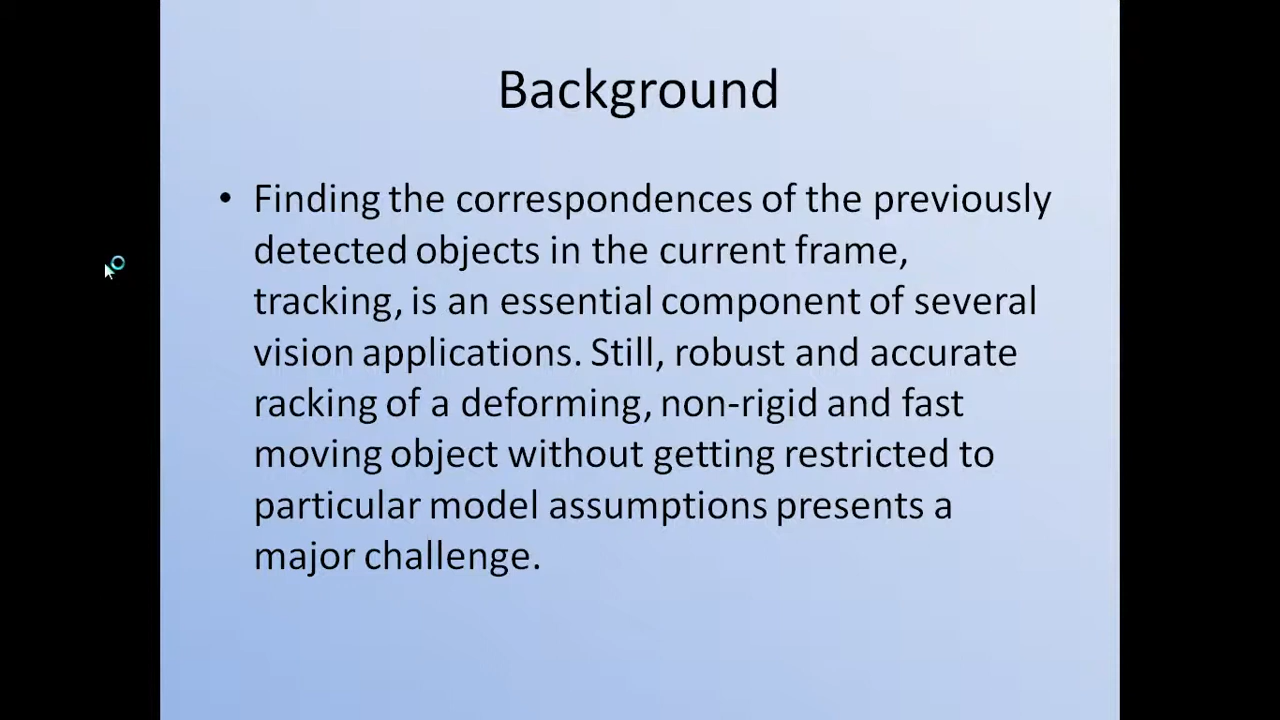 Background
• Finding the correspondences of the previously
detected objects in the current frame,
tracking, is an essential component of several
vision applications. Still, robust and accurate
racking of a deforming, non-rigid and fast
moving object without getting restricted to
particular model assumptions presents a
major challenge.